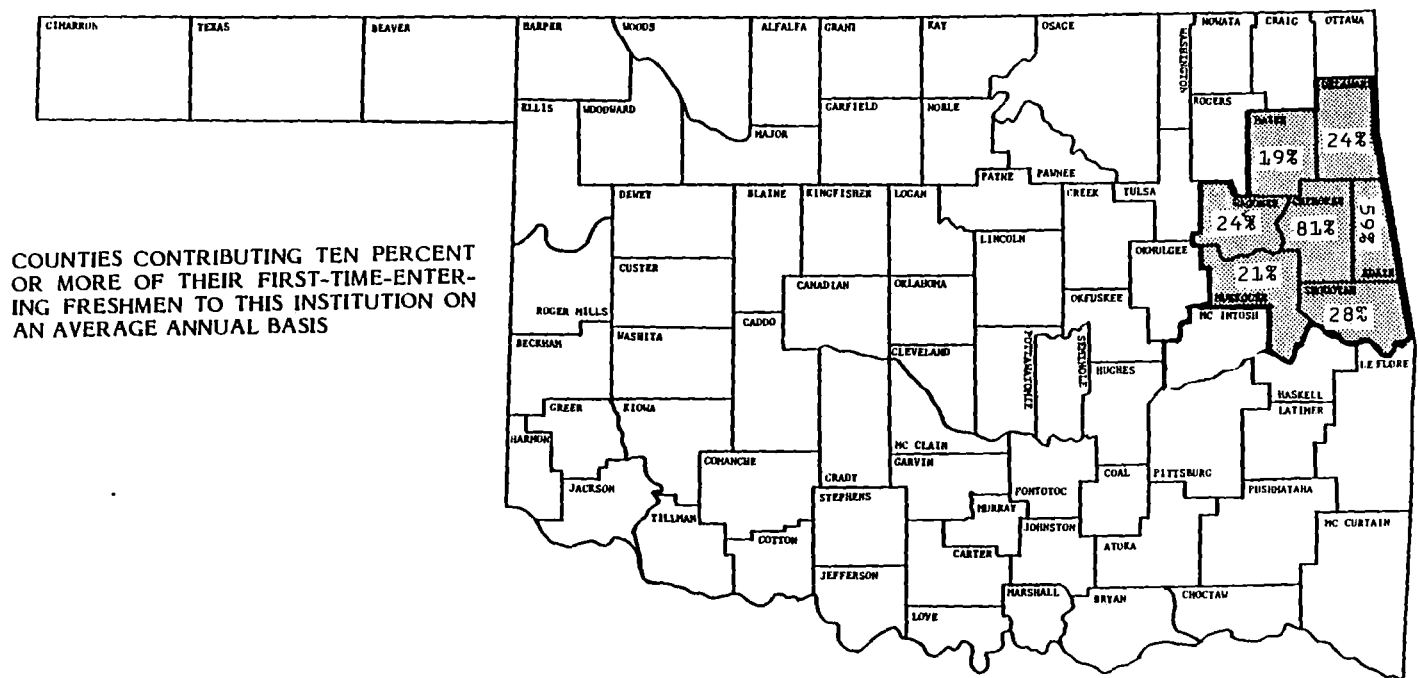 CIMARRON TEXAS BEAVER HARPER WOODS ALFALFA GRANT KAY OSAGE WASHINGTON NOWATA CRAIG OTTAWA
ELLIS WOODWARD MAJOR GARFIELD NOBLE ROGERS
24%
19%
PAYNE PAWNEE
DEWEY BLAINE KINGFISHER LOGAN CREEK TULSA
24% 81% 59%
ADAIR
LINCOLN OKMULGEE
COUNTIES CONTRIBUTING TEN PERCENT
OR MORE OF THEIR FIRST-TIME-ENTER-
ING FRESHMEN TO THIS INSTITUTION ON
AN AVERAGE ANNUAL BASIS
CUSTER CANADIAN OKLAHOMA OKFUSKEE
21%
MUSKOGEE
28%
ROGER MILLS CADDO MC INTOSH
BECKHAM WASHITA CLEVELAND POTTAWATOMIE SEMINOLE HUGHES LE FLORE
GREER KIOWA HASKELL
LATIMER
HARMON MC CLAIN
COMANCHE GARVIN
JACKSON GRADY COAL PITTSBURG
STEPHENS PONTOTOC PUSHMATAHA
TILLMAN MURRAY JOHNSTON MC CURTAIN
COTTON CARTER ATOKA
JEFFERSON
MARSHALL BRYAN CHOCTAW
LOVE